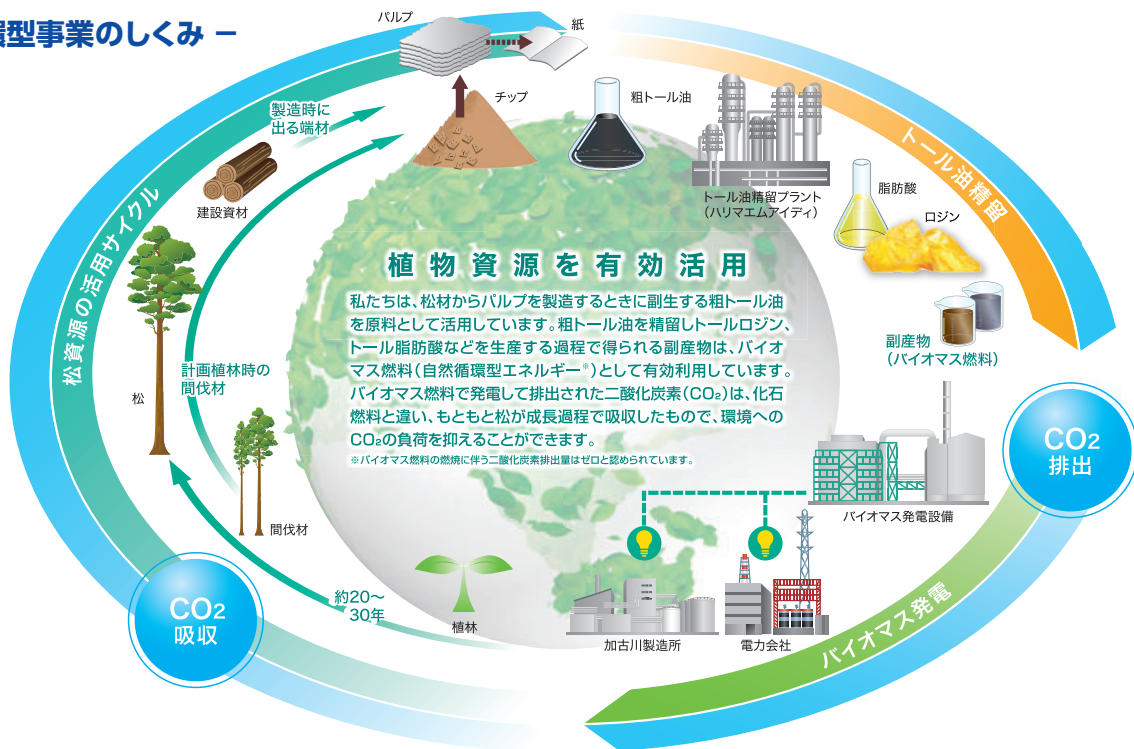 型事業のしくみ −
パルプ
紙
チップ
粗トール油
製造時に
出る端材
建設資材
トール油精留プラント
（ハリマエムアイディ）
トール油精留
脂肪酸
ロジン
副産物
（バイオマス燃料）
松資源の活用サイクル
松
計画植林時の
間伐材
間伐材
植物資源を有効活用
私たちは、松材からパルプを製造するときに副生する粗トール油
を原料として活用しています。粗トール油を精留しトールロジン、
トール脂肪酸などを生産する過程で得られる副産物は、バイオ
マス燃料（自然循環型エネルギー※）として有効利用しています。
バイオマス燃料で発電して排出された二酸化炭素（CO₂）は、化石
燃料と違い、もともと松が成長過程で吸収したもので、環境への
CO₂の負荷を抑えることができます。
※バイオマス燃料の燃焼に伴う二酸化炭素排出量はゼロと認められています。
CO₂
排出
バイオマス発電設備
バイオマス発電
加古川製造所
電力会社
植林
約20〜
30年
CO₂
吸収